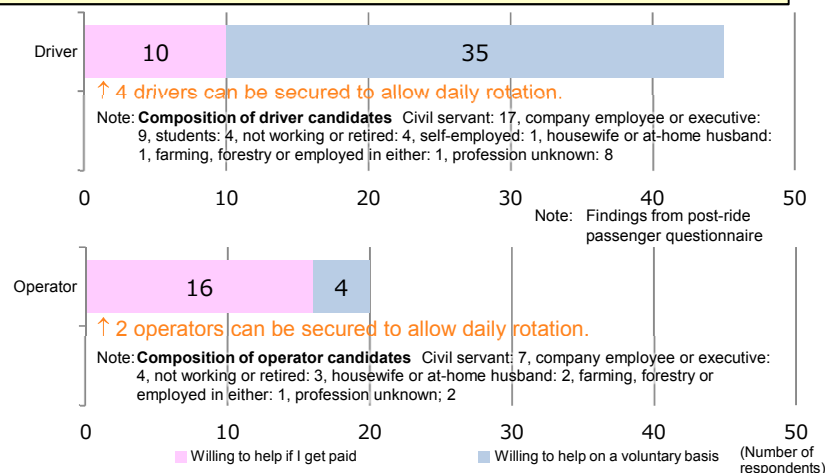 Driver
10
35
↑ 4 drivers can be secured to allow daily rotation.
Note: Composition of driver candidates Civil servant: 17, company employee or executive:
9, students: 4, not working or retired: 4, self-employed: 1, housewife or at-home husband:
1, farming, forestry or employed in either: 1, profession unknown: 8
0 10 20 30 40 50
Note: Findings from post-ride
passenger questionnaire
Operator
16
4
↑ 2 operators can be secured to allow daily rotation.
Note: Composition of operator candidates Civil servant: 7, company employee or executive:
4, not working or retired: 3, housewife or at-home husband: 2, farming, forestry or
employed in either: 1, profession unknown; 2
0 10 20 30 40 50
Willing to help if I get paid
Willing to help on a voluntary basis
(Number of
respondents)